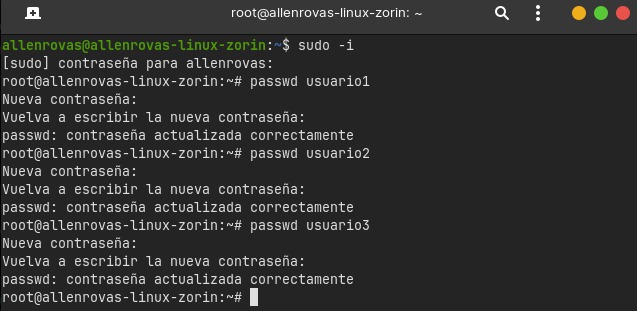 root@allenrovas-linux-zorin: ~
allenrovas@allenrovas-linux-zorin:~$ sudo -i
[sudo] contraseña para allenrovas:
root@allenrovas-linux-zorin:~# passwd usuario1
Nueva contraseña:
Vuelva a escribir la nueva contraseña:
passwd: contraseña actualizada correctamente
root@allenrovas-linux-zorin:~# passwd usuario2
Nueva contraseña:
Vuelva a escribir la nueva contraseña:
passwd: contraseña actualizada correctamente
root@allenrovas-linux-zorin:~# passwd usuario3
Nueva contraseña:
Vuelva a escribir la nueva contraseña:
passwd: contraseña actualizada correctamente
root@allenrovas-linux-zorin:~#